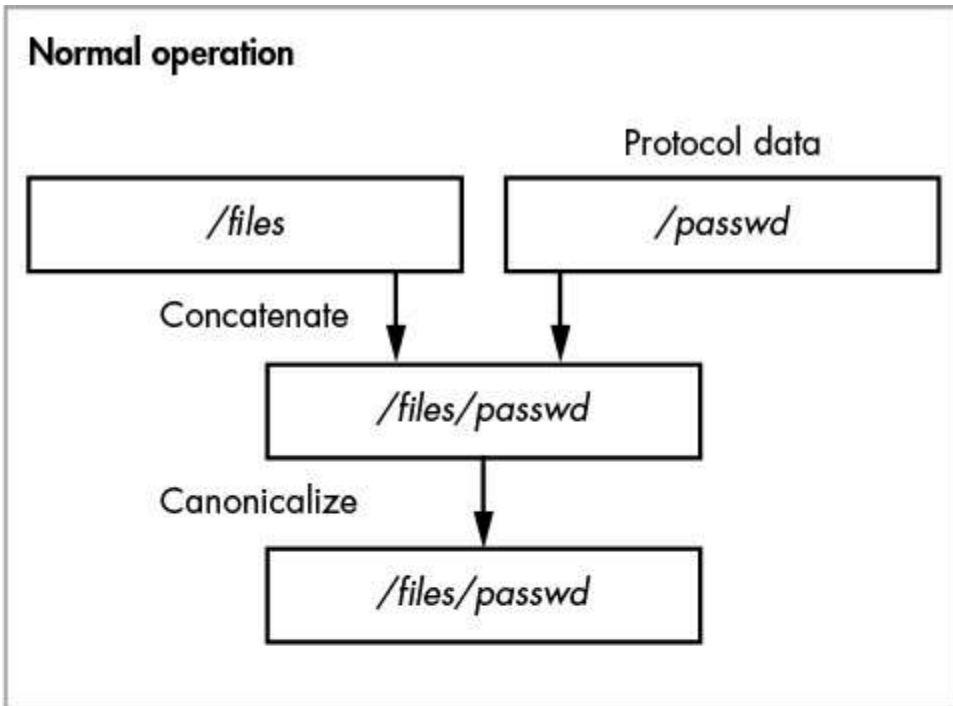 Normal operation
Protocol data
/files
/passwd
Concatenate
/files/passwd
Canonicalize
/files/passwd